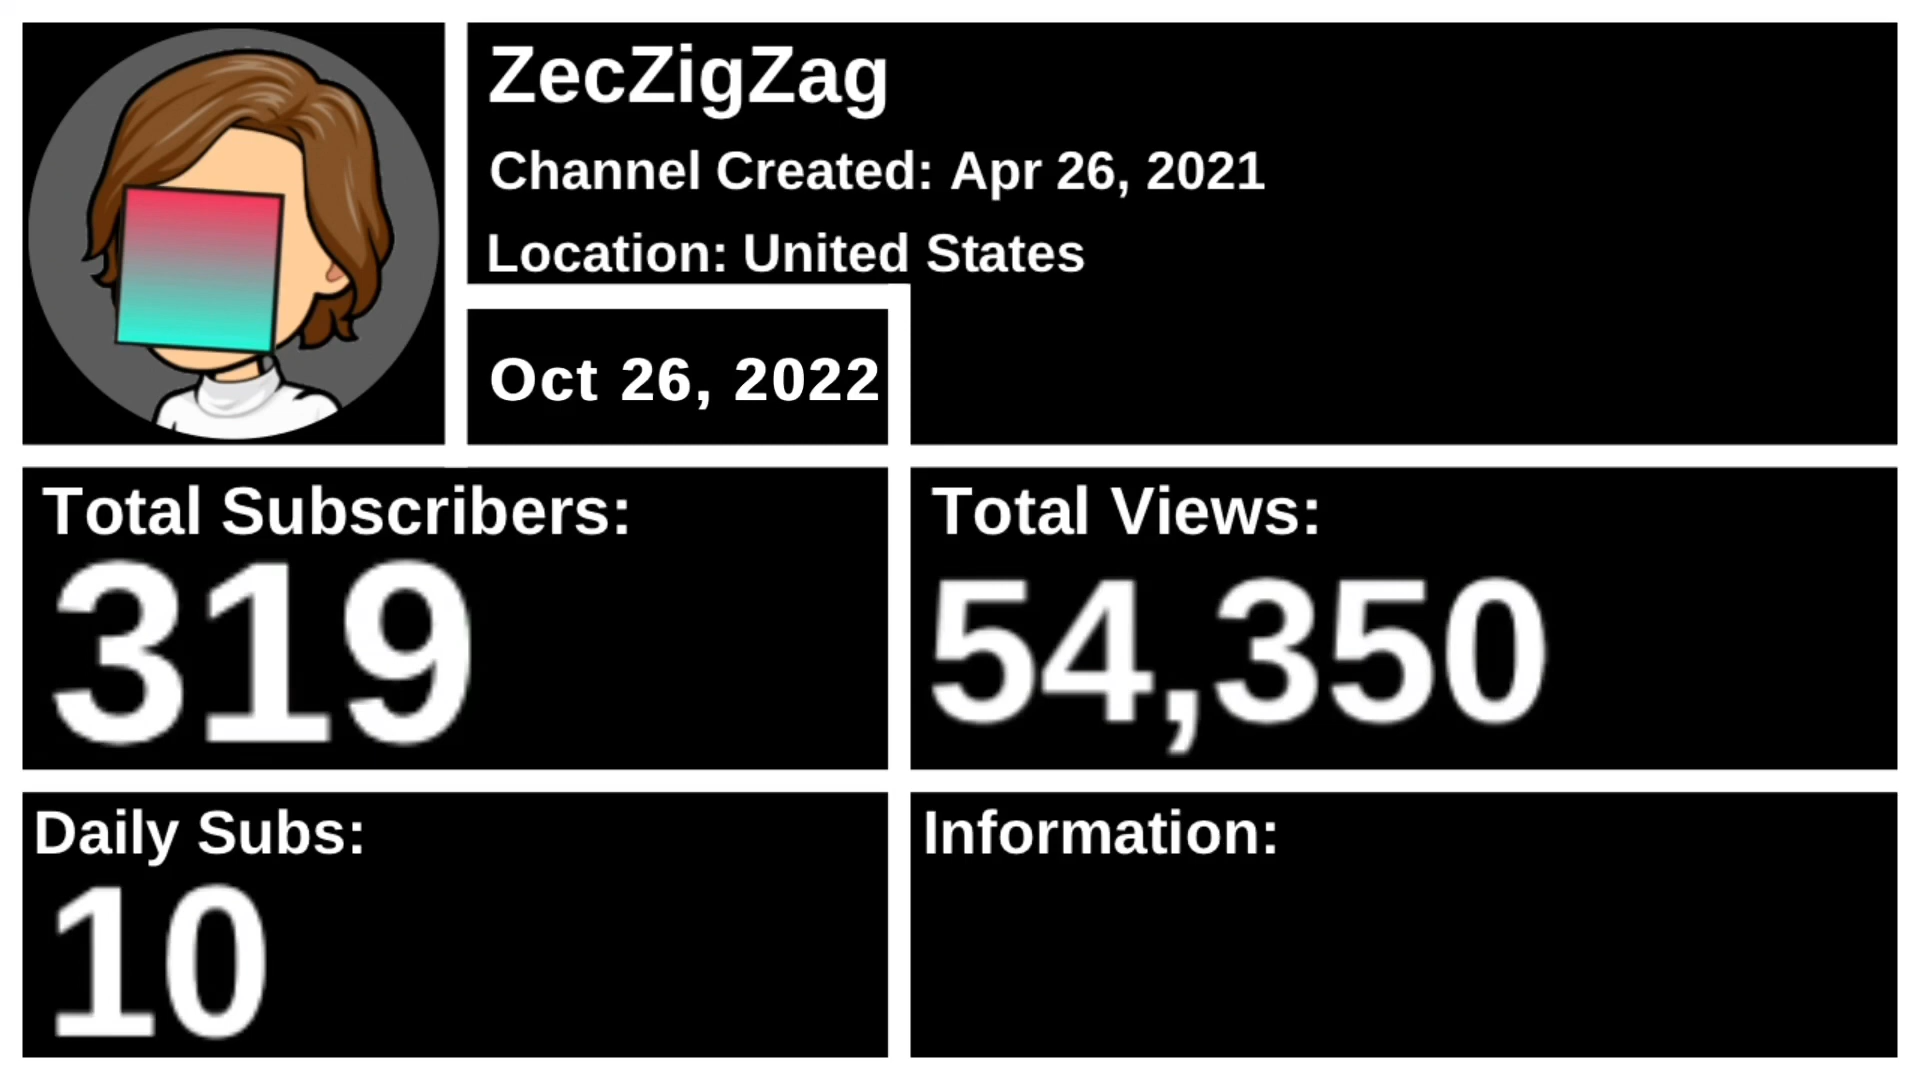 ZecZigZag
Channel Created: Apr 26, 2021
Location: United States
Oct 26, 2022
Total Subscribers:
319
Total Views:
54,350
Daily Subs:
10
Information: